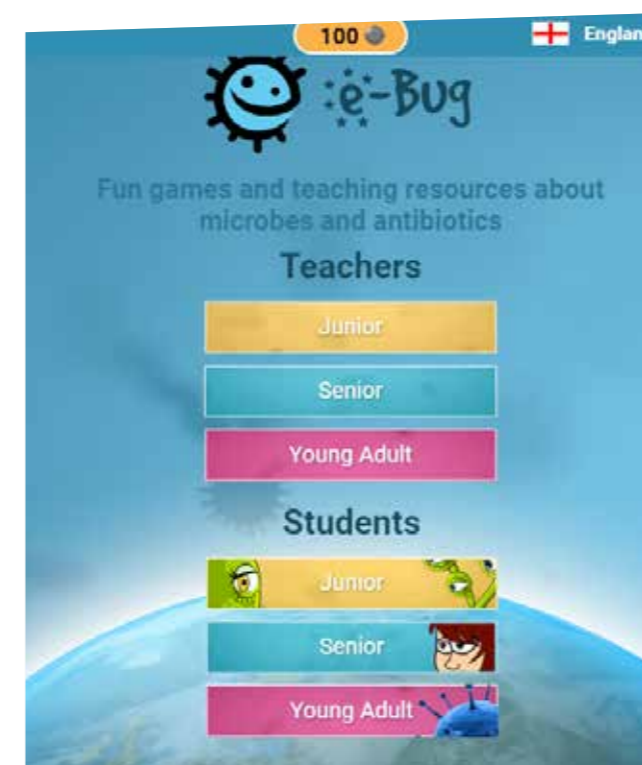 100
Englan
e-Bug
Fun games and teaching resources about
microbes and antibiotics
Teachers
Junior
Senior
Young Adult
Students
Junior
Senior
Young Adult